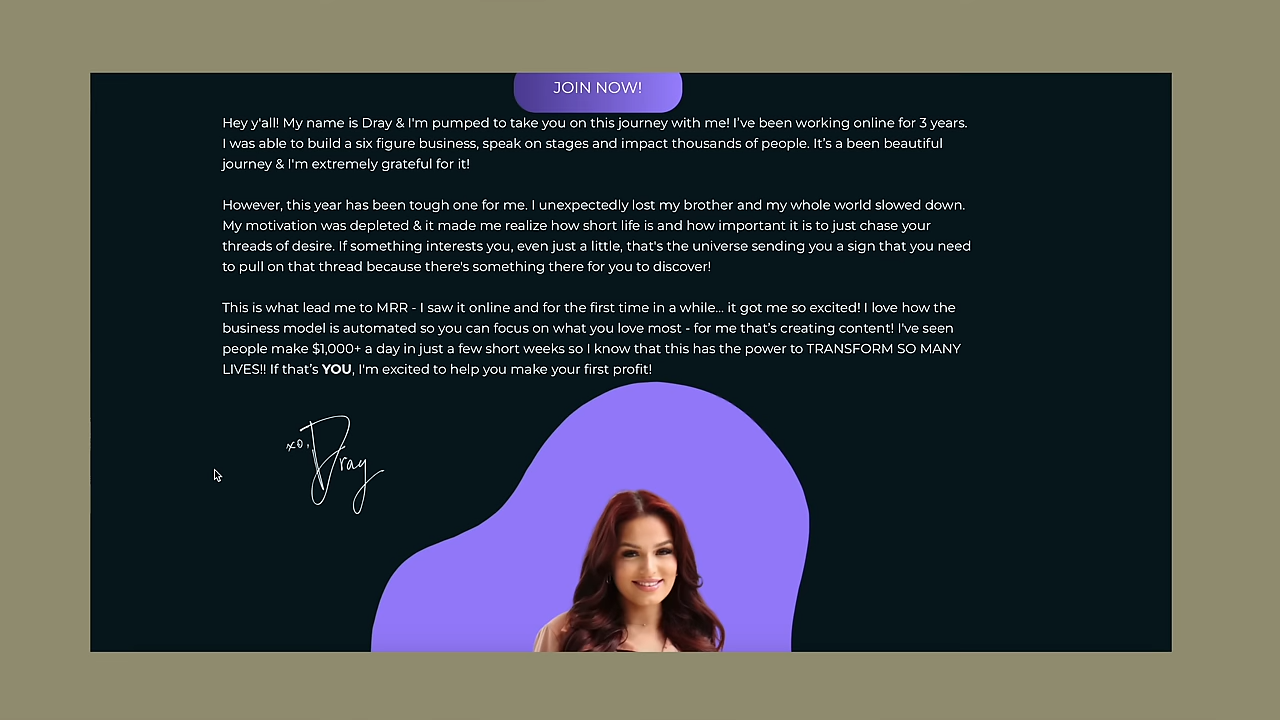 JOIN NOW!
Hey y'all! My name is Dray & I'm pumped to take you on this journey with me! I've been working online for 3 years.
I was able to build a six figure business, speak on stages and impact thousands of people. It's a been beautiful
journey & I'm extremely grateful for it!
However, this year has been tough one for me. I unexpectedly lost my brother and my whole world slowed down.
My motivation was depleted & it made me realize how short life is and how important it is to just chase your
threads of desire. If something interests you, even just a little, that's the universe sending you a sign that you need
to pull on that thread because there's something there for you to discover!
This is what lead me to MRR - I saw it online and for the first time in a while... it got me so excited! I love how the
business model is automated so you can focus on what you love most - for me that's creating content! I've seen
people make $1,000+ a day in just a few short weeks so I know that this has the power to TRANSFORM SO MANY
LIVES!! If that's YOU, I'm excited to help you make your first profit!
xo, Dray